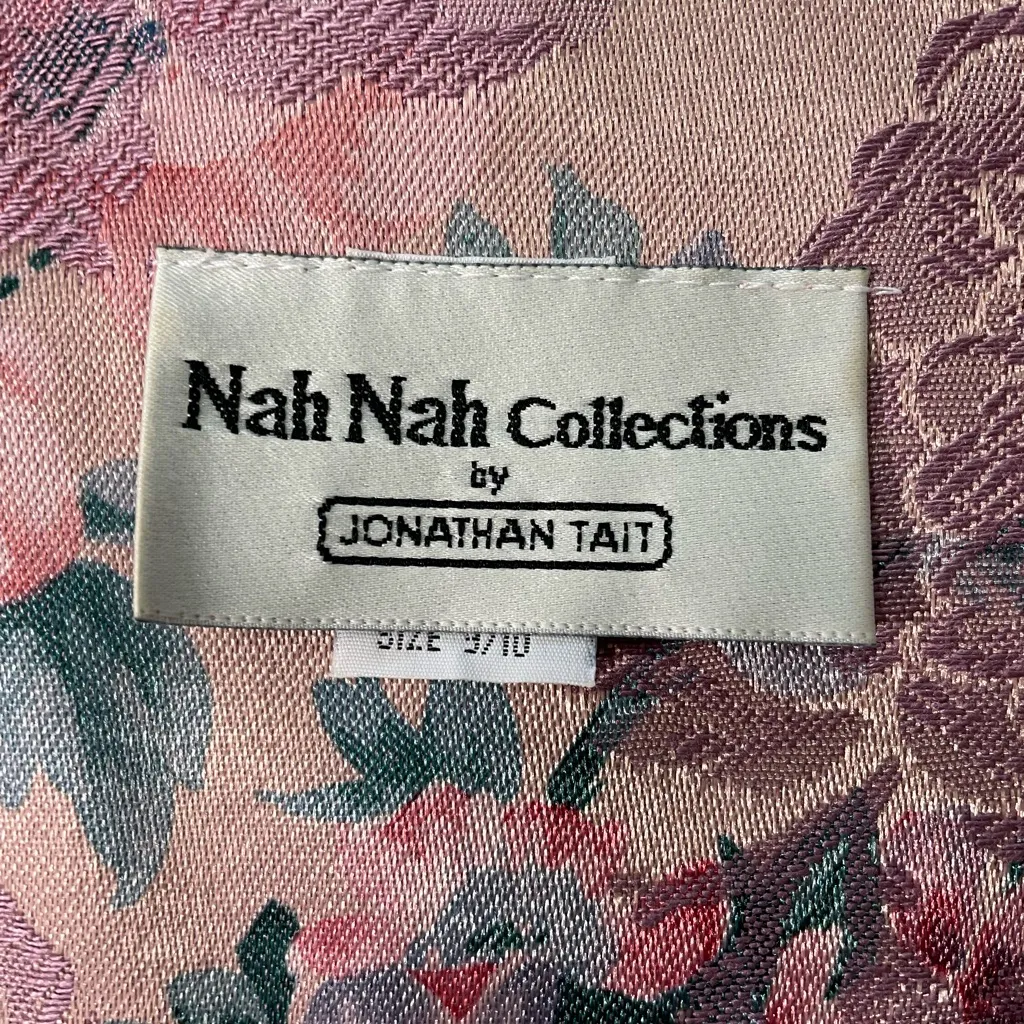 Nah Nah Collections
by
JONATHAN TAIT
SIZE 9/10